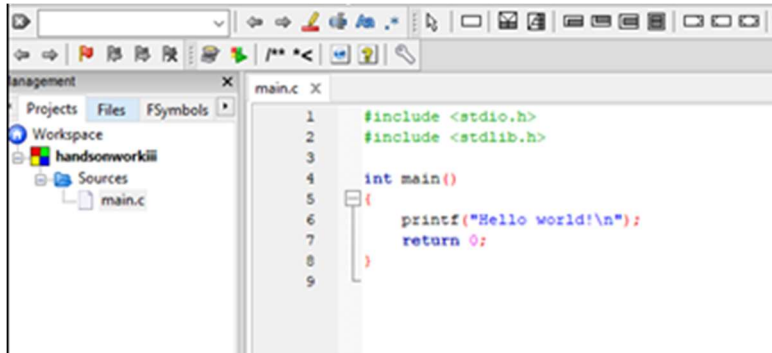 /** *<
lanagement
Projects Files FSymbols
Workspace
handsonworkiii
Sources
main.c
main.c
1 #include <stdio.h>
2 #include <stdlib.h>
3
4 int main()
5 {
6 printf("Hello world!\n");
7 return 0;
8 }
9